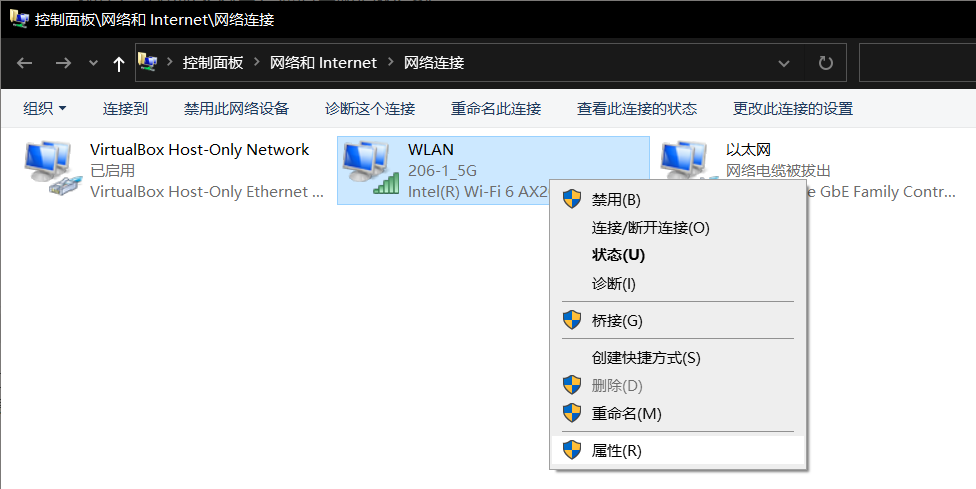 控制面板\网络和 Internet\网络连接
控制面板 网络和 Internet 网络连接
组织 连接到 禁用此网络设备 诊断这个连接 重命名此连接 查看此连接的状态 更改此连接的设置
VirtualBox Host-Only Network
已启用
VirtualBox Host-Only Ethernet ...
WLAN
206-1_5G
Intel(R) Wi-Fi 6 AX2
以太网
网络电缆被拔出
GbE Family Contr...
禁用(B)
连接/断开连接(O)
状态(U)
诊断(I)
桥接(G)
创建快捷方式(S)
删除(D)
重命名(M)
属性(R)